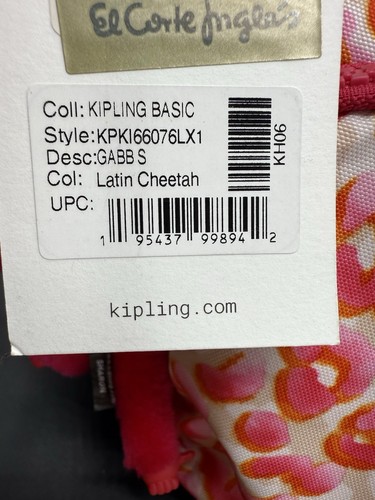 El Corte Inglés
Coll: KIPLING BASIC
Style: KPKI66076LX1
Desc: GABB S
Col: Latin Cheetah
UPC:
1 95437 99894 2
KH06
kipling.com